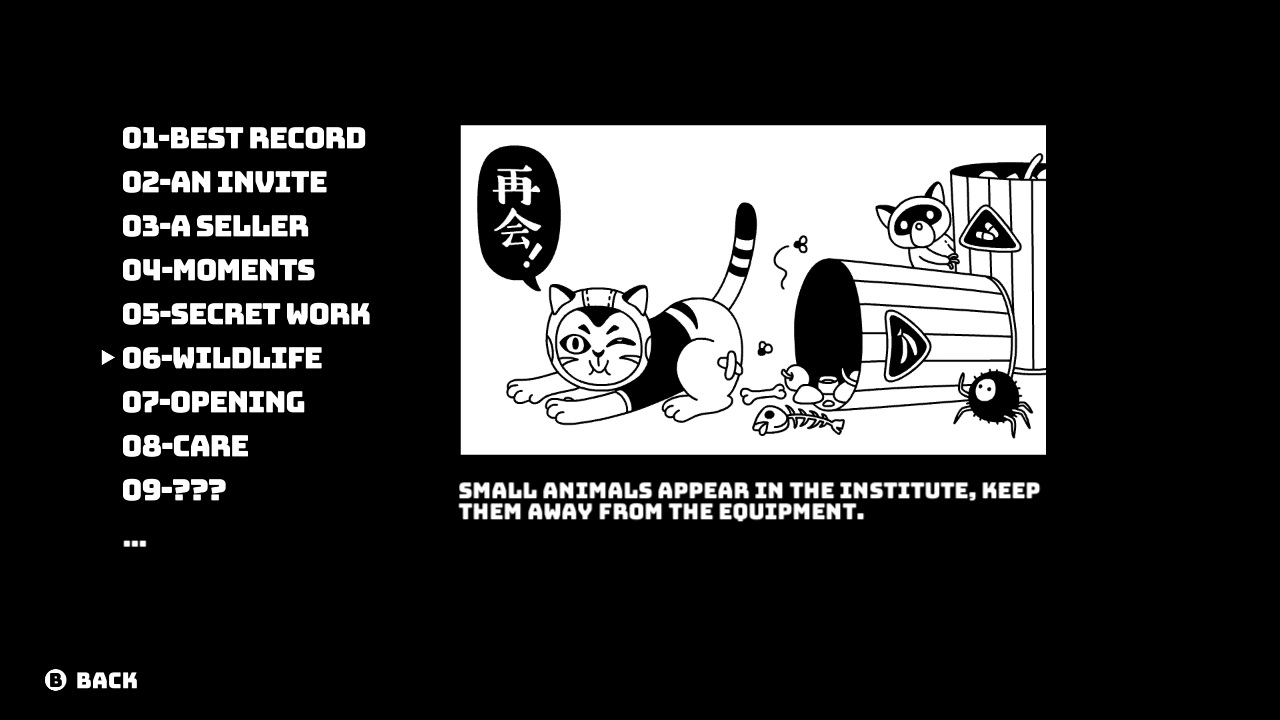 01-BEST RECORD
02-AN INVITE
03-A SELLER
04-MOMENTS
05-SECRET WORK
06-WILDLIFE
07-OPENING
08-CARE
09-???
...
再
会
!
SMALL ANIMALS APPEAR IN THE INSTITUTE, KEEP
THEM AWAY FROM THE EQUIPMENT.
B BACK